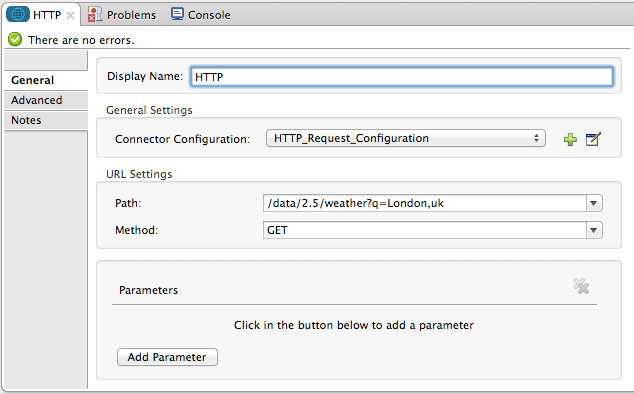 HTTP Problems Console
There are no errors.
General
Advanced
Notes
Display Name: HTTP
General Settings
Connector Configuration: HTTP_Request_Configuration
URL Settings
Path: /data/2.5/weather?q=London,uk
Method: GET
Parameters
Click in the button below to add a parameter
Add Parameter